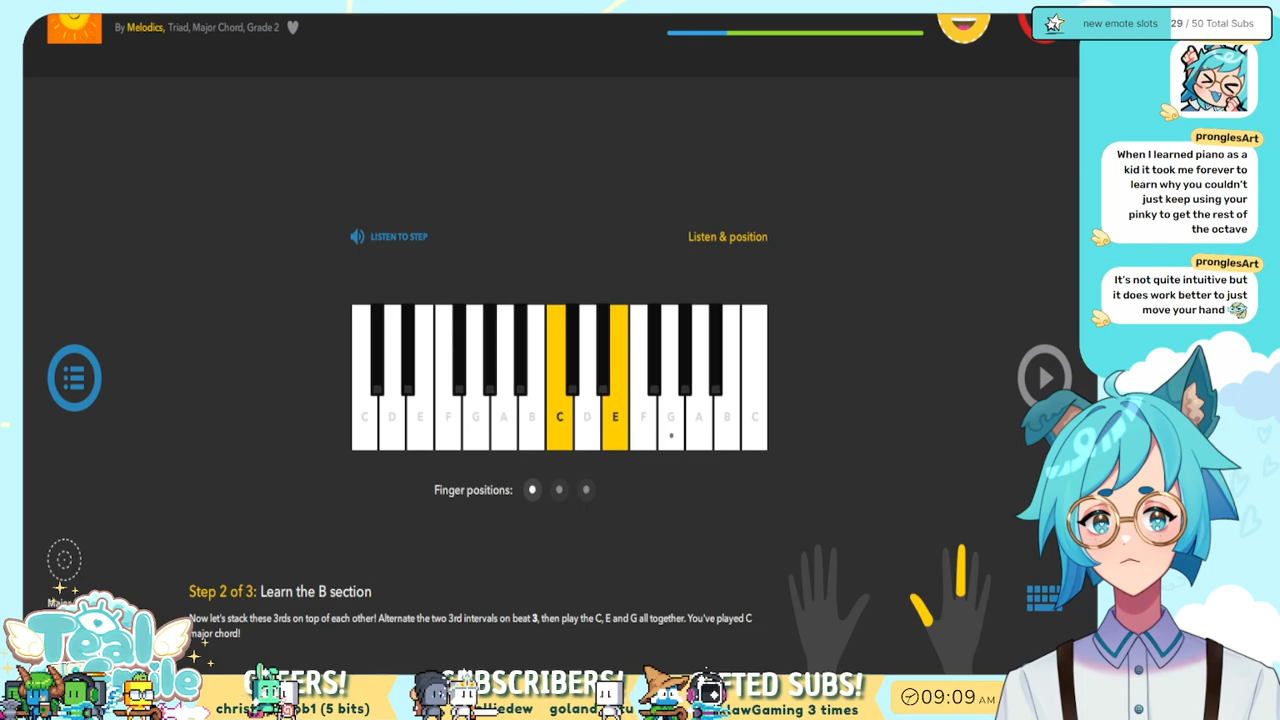 By Melodics, Triad, Major Chord, Grade 2
new emote slots
29 / 50 Total Subs
pronglesArt
When I learned piano as a
kid it took me forever to
learn why you couldn't
just keep using your
pinky to get the rest of
the octave
pronglesArt
It's not quite intuitive but
it does work better to just
move your hand
LISTEN TO STEP
Listen & position
C D E F G A B C D E F G A B C
Finger positions:
Step 2 of 3: Learn the B section
Now let's stack these 3rds on top of each other! Alternate the two 3rd intervals on beat 3, then play the C, E and G all together. You've played C
major chord!
Teal
SUBSCRIBERS!
SUBS!
(5 bits)
3 times
09:09 AM